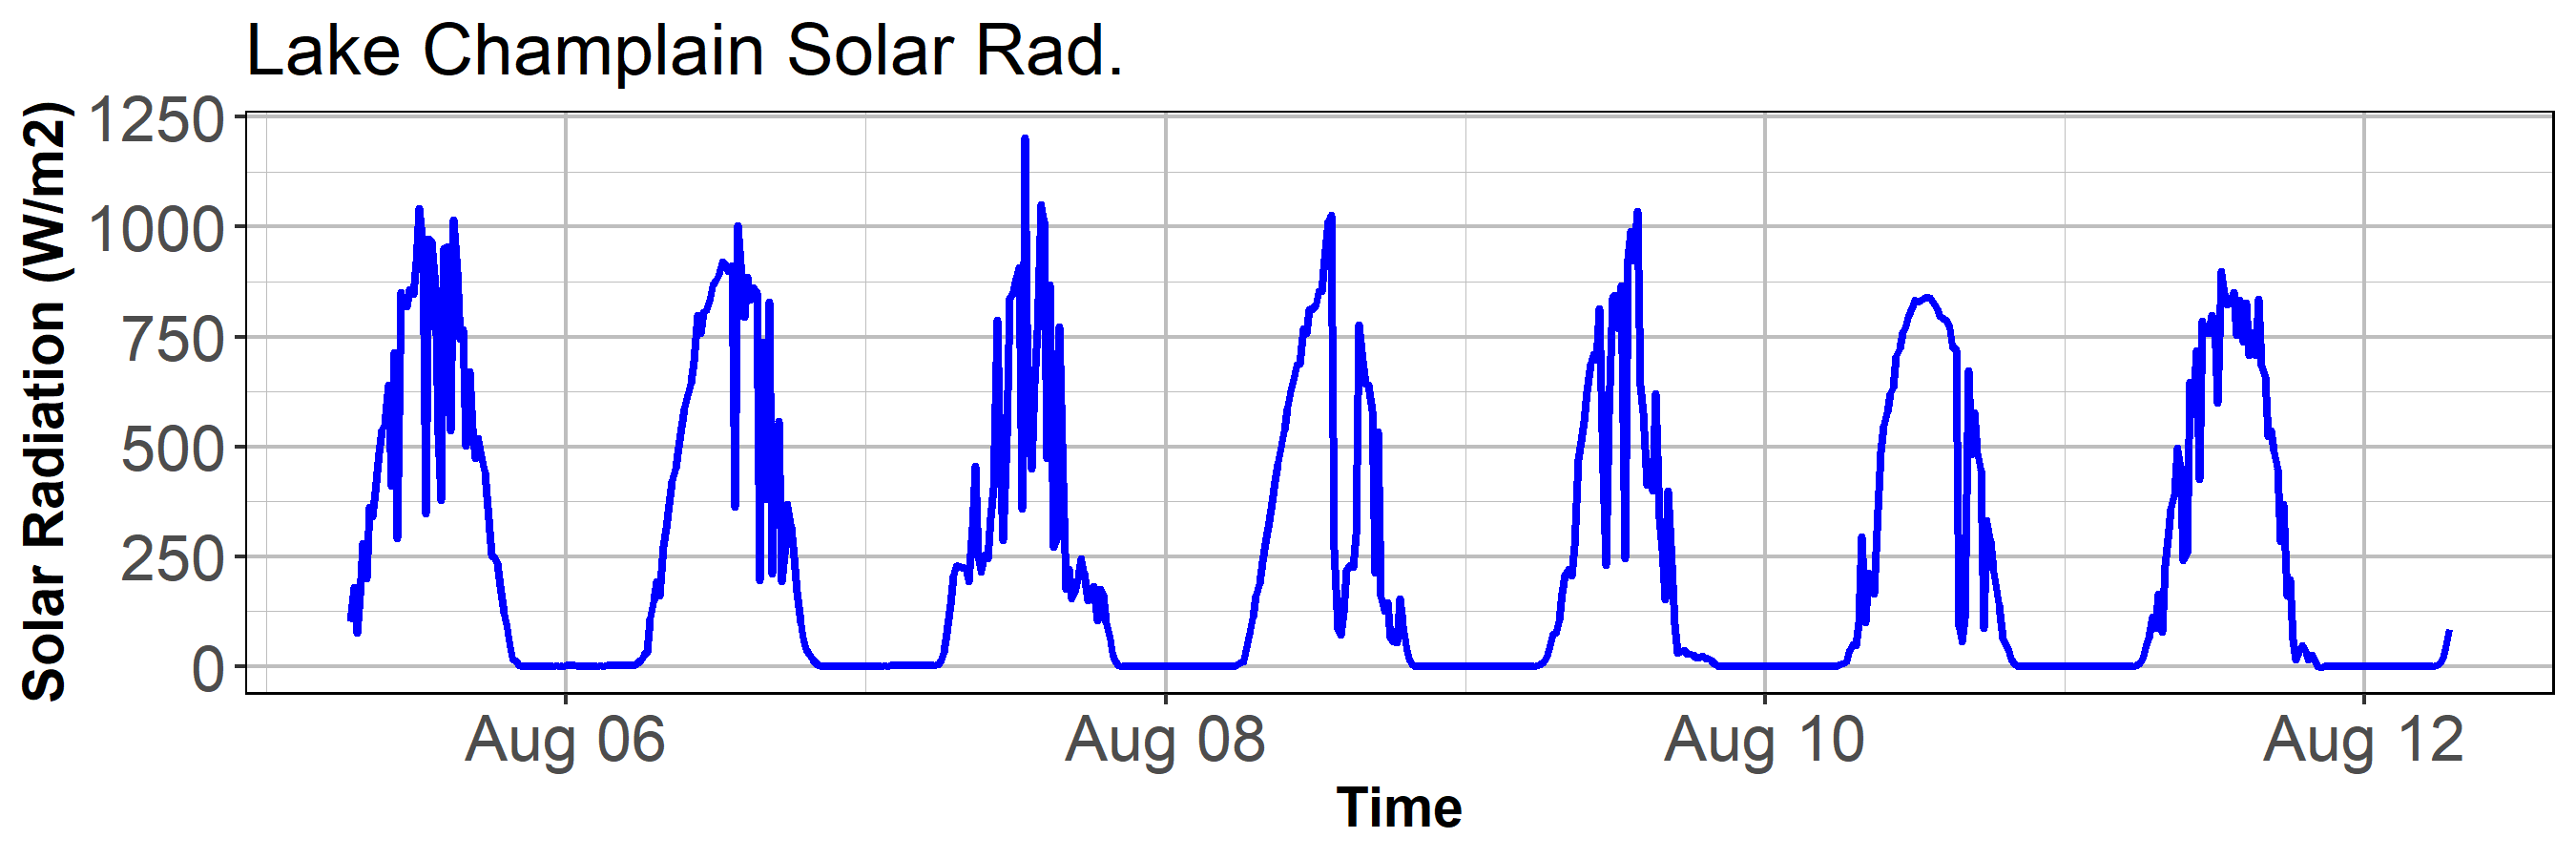 Lake Champlain Solar Rad.
Solar Radiation (W/m2)
1250
1000
750
500
250
0
Aug 06 Aug 08 Aug 10 Aug 12
Time